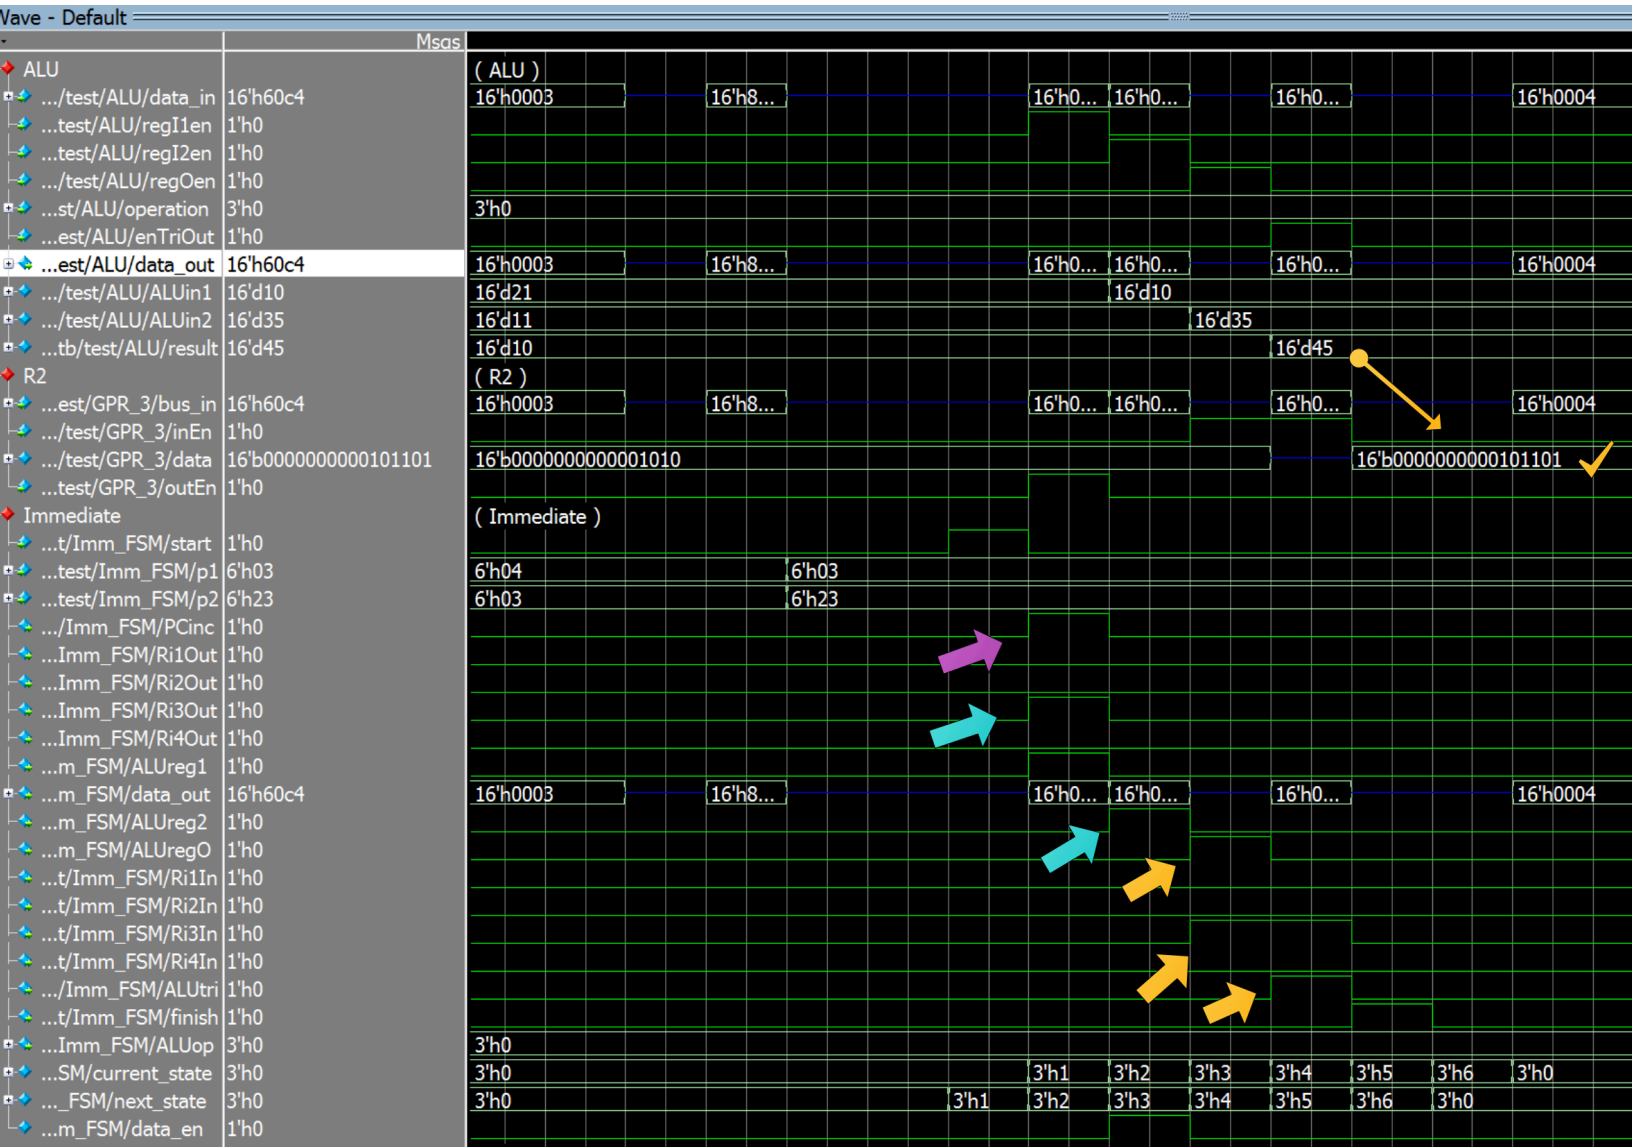 Wave - Default
Msgs
ALU ( ALU )
.../test/ALU/data_in 16'h60c4 16'h0003 16'h8... 16'h0... 16'h0... 16'h0... 16'h0004
...test/ALU/regI1en 1'h0
...test/ALU/regI2en 1'h0
.../test/ALU/regOen 1'h0
...st/ALU/operation 3'h0 3'h0
...est/ALU/enTriOut 1'h0
...est/ALU/data_out 16'h60c4 16'h0003 16'h8... 16'h0... 16'h0... 16'h0... 16'h0004
.../test/ALU/ALUin1 16'd10 16'd21 16'd10
.../test/ALU/ALUin2 16'd35 16'd11 16'd35
...tb/test/ALU/result 16'd45 16'd10 16'd45
R2 ( R2 )
...est/GPR_3/bus_in 16'h60c4 16'h0003 16'h8... 16'h0... 16'h0... 16'h0... 16'h0004
.../test/GPR_3/inEn 1'h0
.../test/GPR_3/data 16'b0000000000101101 16'b0000000000001010 16'b0000000000101101
...test/GPR_3/outEn 1'h0
Immediate ( Immediate )
...t/Imm_FSM/start 1'h0
...test/Imm_FSM/p1 6'h03 6'h04 6'h03
...test/Imm_FSM/p2 6'h23 6'h03 6'h23
.../Imm_FSM/PCinc 1'h0
...Imm_FSM/Ri1Out 1'h0
...Imm_FSM/Ri2Out 1'h0
...Imm_FSM/Ri3Out 1'h0
...Imm_FSM/Ri4Out 1'h0
...m_FSM/ALUreg1 1'h0
...m_FSM/data_out 16'h60c4 16'h0003 16'h8... 16'h0... 16'h0... 16'h0... 16'h0004
...m_FSM/ALUreg2 1'h0
...m_FSM/ALUregO 1'h0
...t/Imm_FSM/Ri1In 1'h0
...t/Imm_FSM/Ri2In 1'h0
...t/Imm_FSM/Ri3In 1'h0
...t/Imm_FSM/Ri4In 1'h0
.../Imm_FSM/ALUtri 1'h0
...t/Imm_FSM/finish 1'h0
...Imm_FSM/ALUop 3'h0 3'h0
...SM/current_state 3'h0 3'h0 3'h1 3'h2 3'h3 3'h4 3'h5 3'h6 3'h0
..._FSM/next_state 3'h0 3'h0 3'h1 3'h2 3'h3 3'h4 3'h5 3'h6 3'h0
...m_FSM/data_en 1'h0